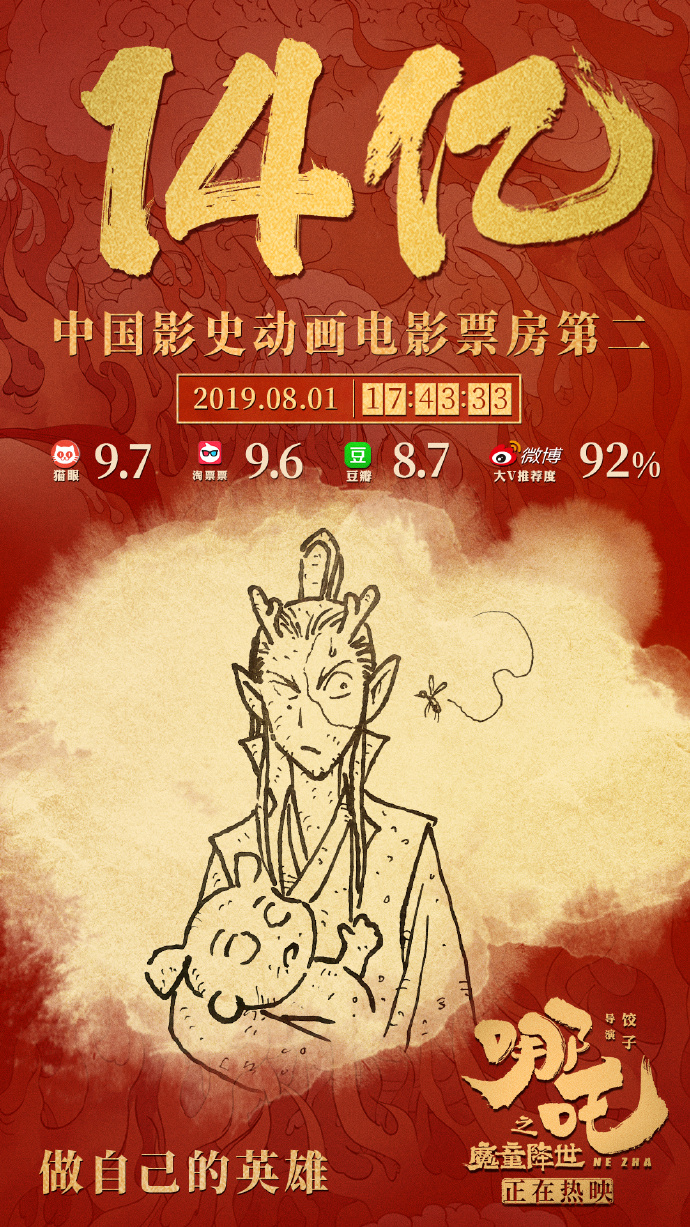 14亿
中国影史动画电影票房第二
2019.08.01 17:43:33
猫眼 9.7 淘票票 9.6 豆 豆瓣 8.7 微博 大V推荐度 92%
导演 饺子
哪吒
之
魔童降世 NE ZHA
正在热映
做自己的英雄